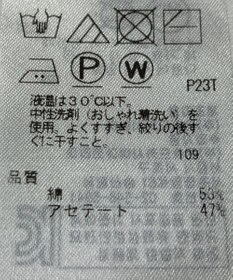 P W P23T
液温は30℃以下。
中性洗剤（おしゃれ着洗い）を
使用。よくすすぎ、絞りの後す
ぐに干すこと。
109
品質
綿 53%
アセテート 47%